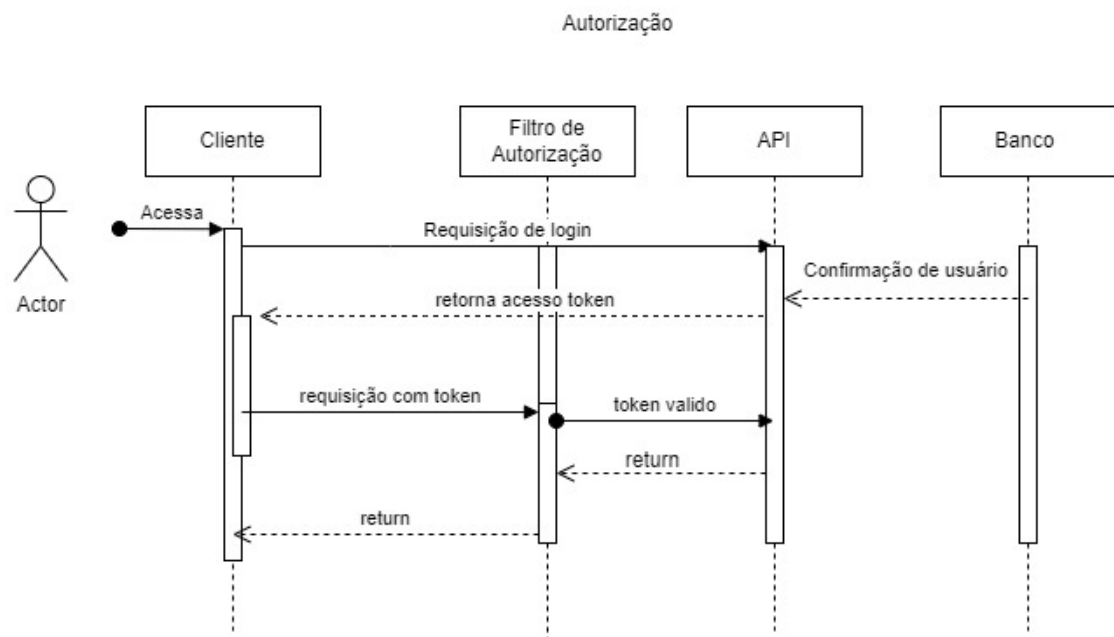 Autorização
Cliente
Filtro de
Autorização
API
Banco
Actor
Acessa
Requisição de login
Confirmação de usuário
retorna acesso token
requisição com token
token valido
return
return